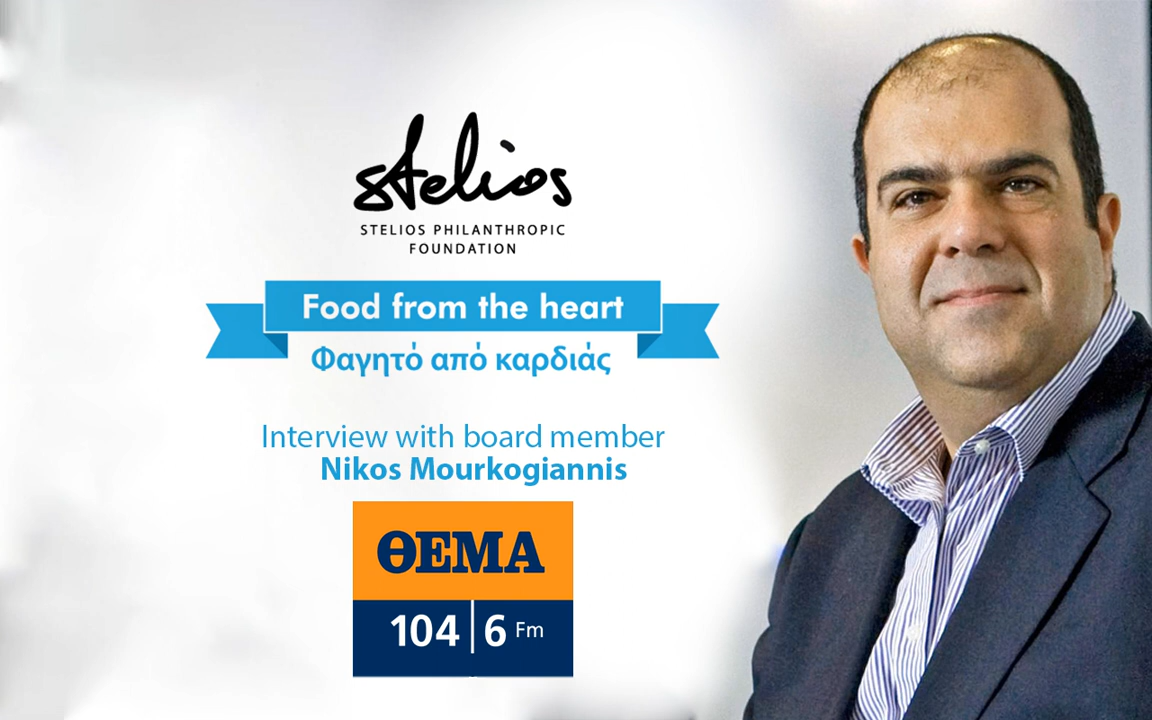 stelios
STELIOS PHILANTHROPIC
FOUNDATION
Food from the heart
Φαγητό από καρδιάς
Interview with board member
Nikos Mourkogiannis
ΘΕΜΑ
104|6 Fm